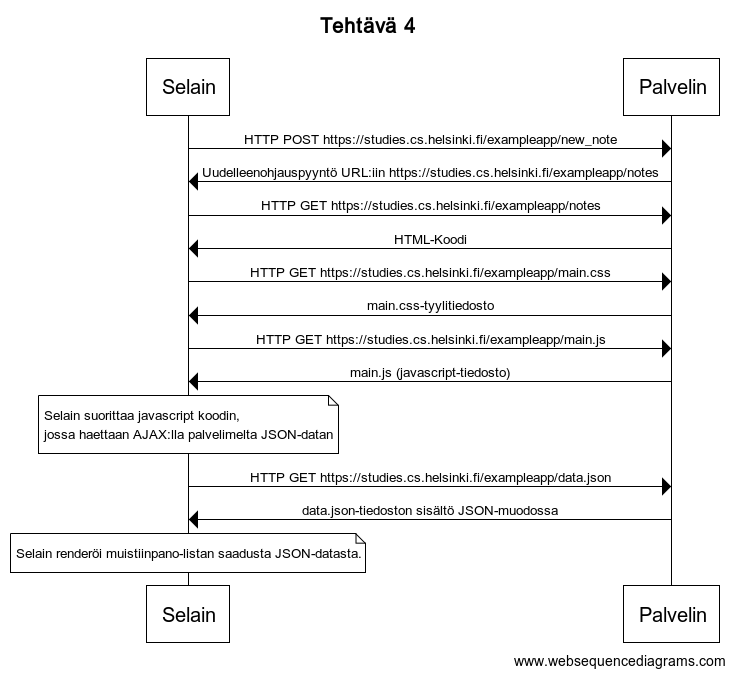 Tehtävä 4
Selain
Palvelin
HTTP POST https://studies.cs.helsinki.fi/exampleapp/new_note
Uudelleenohjauspyyntö URL:iin https://studies.cs.helsinki.fi/exampleapp/notes
HTTP GET https://studies.cs.helsinki.fi/exampleapp/notes
HTML-Koodi
HTTP GET https://studies.cs.helsinki.fi/exampleapp/main.css
main.css-tyylitiedosto
HTTP GET https://studies.cs.helsinki.fi/exampleapp/main.js
main.js (javascript-tiedosto)
Selain suorittaa javascript koodin,
jossa haettaan AJAX:lla palvelimelta JSON-datan
HTTP GET https://studies.cs.helsinki.fi/exampleapp/data.json
data.json-tiedoston sisältö JSON-muodossa
Selain renderöi muistiinpano-listan saadusta JSON-datasta.
Selain
Palvelin
www.websequencediagrams.com